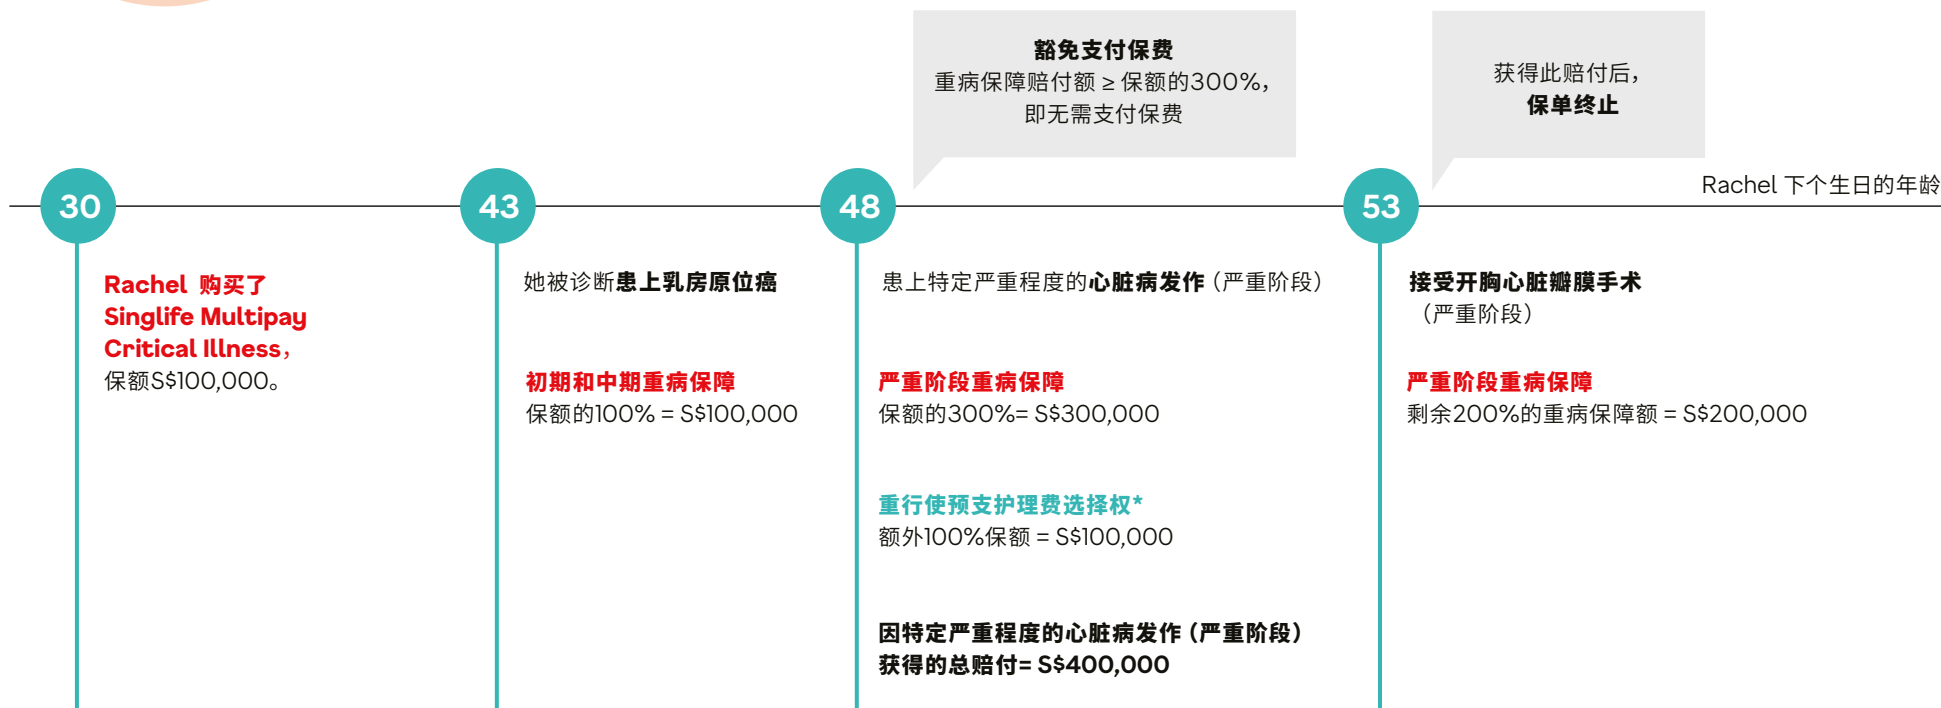 豁免支付保费
重病保障赔付额 ≥ 保额的300%，
即无需支付保费
获得此赔付后，
保单终止
Rachel 下个生日的年龄
30
43
48
53
Rachel 购买了
Singlife Multipay
Critical Illness，
保额S$100,000。
她被诊断患上乳房原位癌
初期和中期重病保障
保额的100% = S$100,000
患上特定严重程度的心脏病发作（严重阶段）
严重阶段重病保障
保额的300%= S$300,000
重行使预支护理费选择权*
额外100%保额 = S$100,000
因特定严重程度的心脏病发作（严重阶段）
获得的总赔付= S$400,000
接受开胸心脏瓣膜手术
（严重阶段）
严重阶段重病保障
剩余200%的重病保障额 = S$200,000